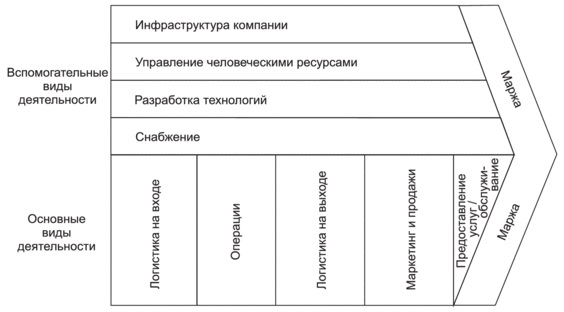 Инфраструктура компании
Управление человеческими ресурсами
Вспомогательные
виды
деятельности
Разработка технологий
Снабжение
Маржа
Основные
виды
деятельности
Логистика на входе
Операции
Логистика на выходе
Маркетинг и продажи
Предоставление
услуг /
обслужи-
вание
Маржа